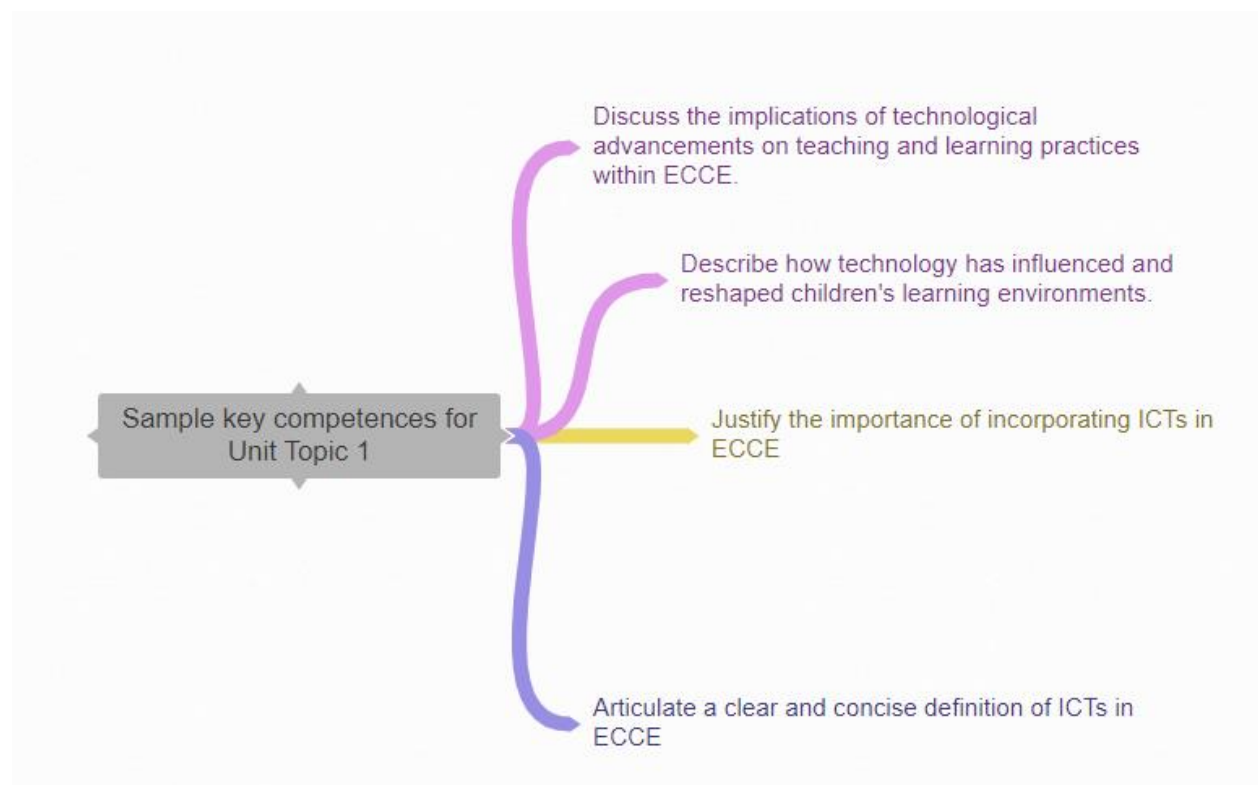 Discuss the implications of technological
advancements on teaching and learning practices
within ECCE.
Describe how technology has influenced and
reshaped children's learning environments.
Sample key competences for
Unit Topic 1
Justify the importance of incorporating ICTs in
ECCE
Articulate a clear and concise definition of ICTs in
ECCE